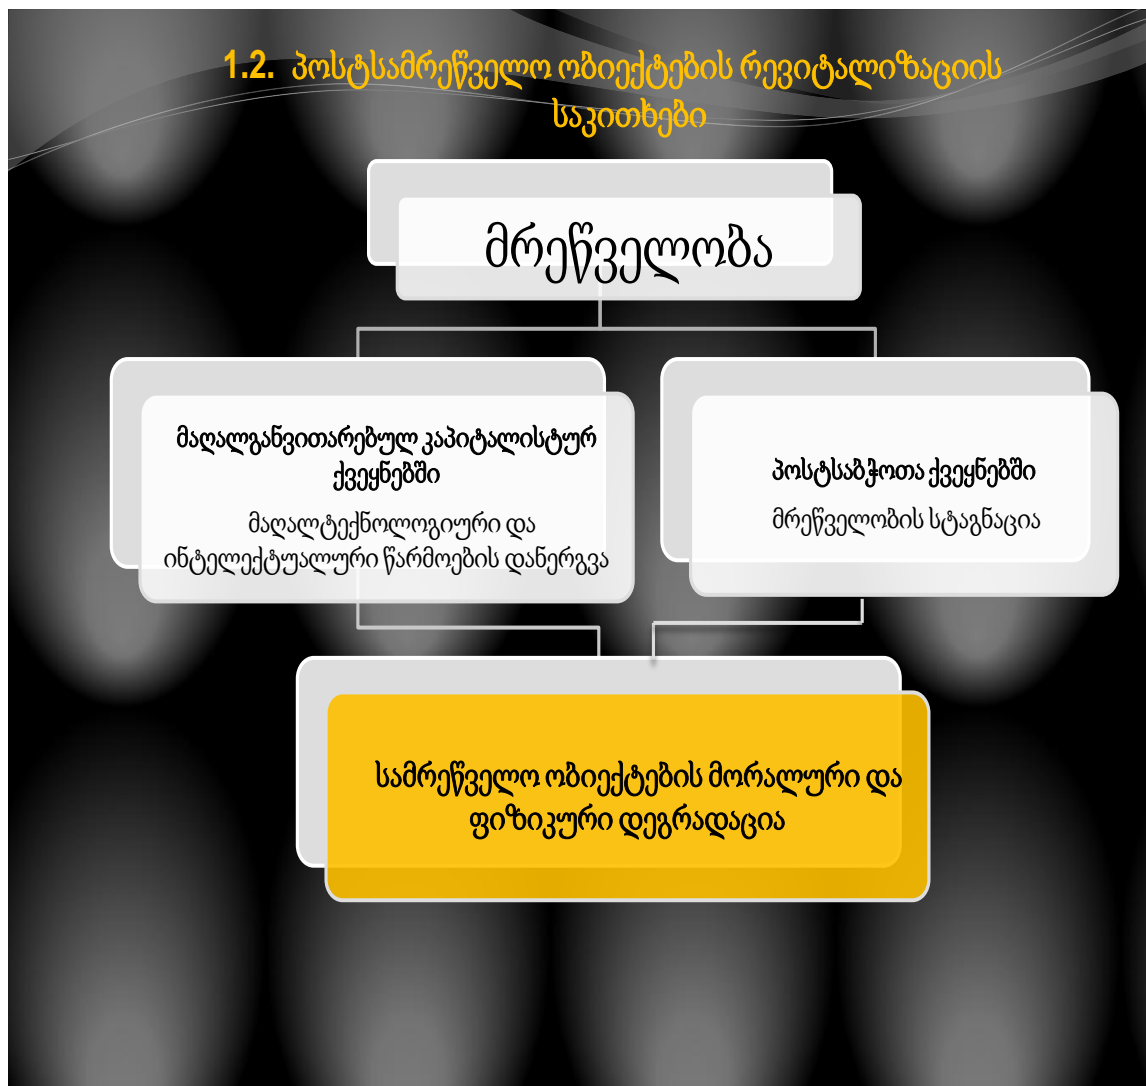 1.2. პოსტსამრეწველო ობიექტების რევიტალიზაციის
საკითხები
მრეწველობა
მაღალგანვითარებულ კაპიტალისტურ
ქვეყნებში
მაღალტექნოლოგიური და
ინტელექტუალური წარმოების დანერგვა
პოსტსაბჭოთა ქვეყნებში
მრეწველობის სტაგნაცია
სამრეწველო ობიექტების მორალური და
ფიზიკური დეგრადაცია